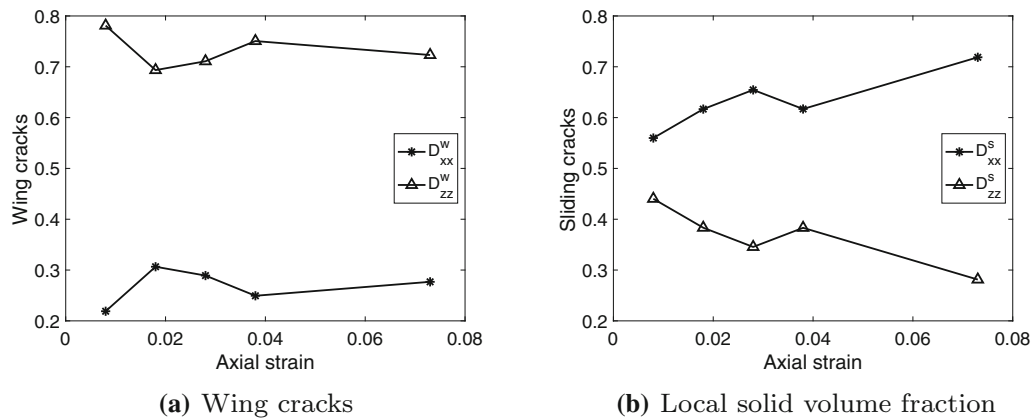 0.8
0.7
0.6
0.5
0.4
0.3
0.2
Wing cracks
D^w_xx
D^w_zz
0 0.02 0.04 0.06 0.08
Axial strain
(a) Wing cracks
0.8
0.7
0.6
0.5
0.4
0.3
0.2
Sliding cracks
D^s_xx
D^s_zz
0 0.02 0.04 0.06 0.08
Axial strain
(b) Local solid volume fraction